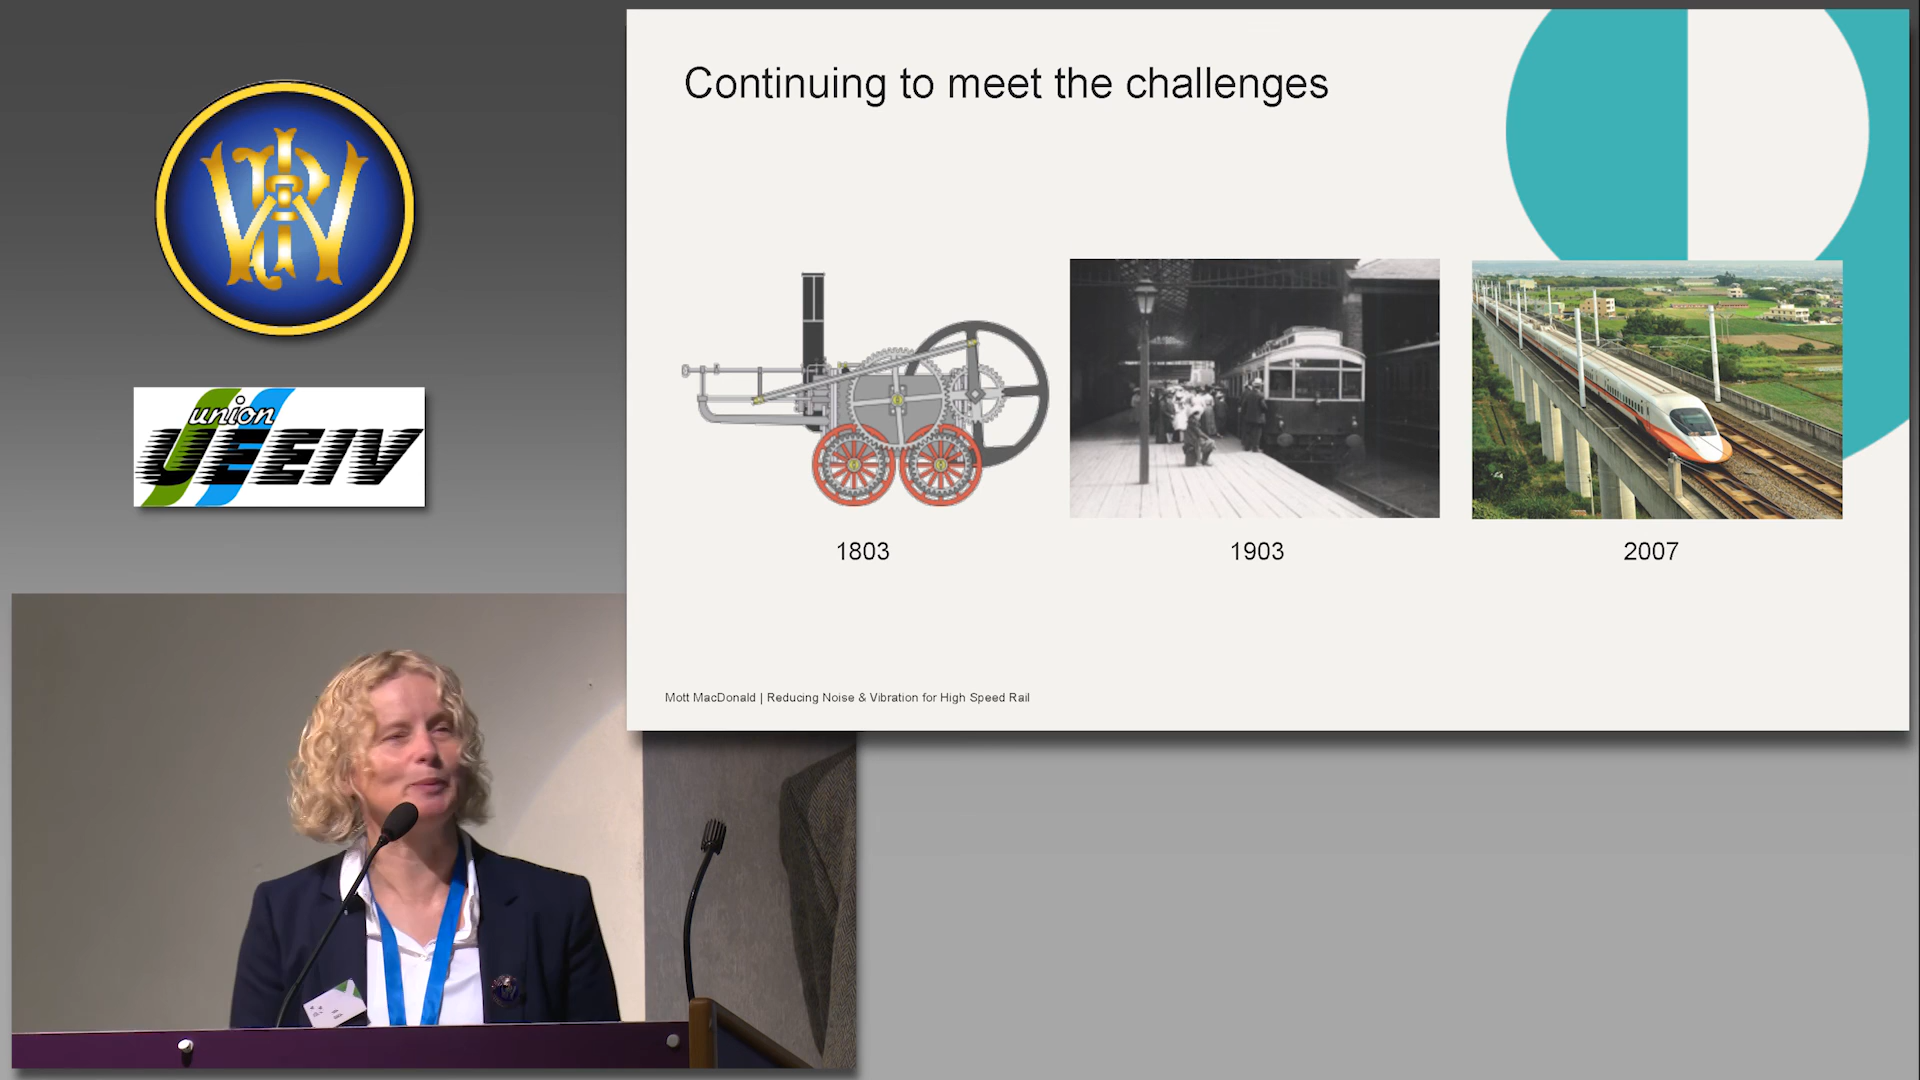 Continuing to meet the challenges
union
UEEIV
1803
1903
2007
Mott MacDonald | Reducing Noise & Vibration for High Speed Rail